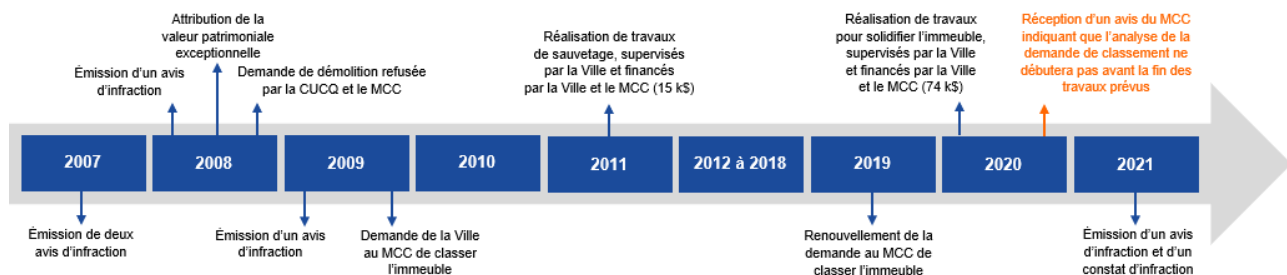 Attribution de la
valeur patrimoniale
exceptionnelle
Émission d'un avis
d'infraction
Demande de démolition refusée
par la CUCQ et le MCC
Réalisation de travaux
de sauvetage, supervisés
par la Ville et financés
par la Ville et le MCC (15 k$)
Réalisation de travaux
pour solidifier l'immeuble,
supervisés par la Ville
et financés par la Ville
et le MCC (74 k$)
Réception d'un avis du MCC
indiquant que l'analyse de la
demande de classement ne
débutera pas avant la fin des
travaux prévus
2007
2008
2009
2010
2011
2012 à 2018
2019
2020
2021
Émission de deux
avis d'infraction
Émission d'un avis
d'infraction
Demande de la Ville
au MCC de classer
l'immeuble
Renouvellement de la
demande au MCC de
classer l'immeuble
Émission d'un avis
d'infraction et d'un
constat d'infraction